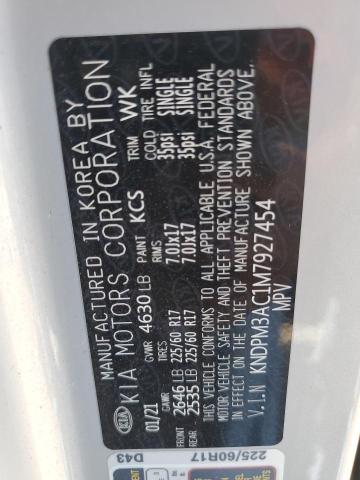 MANUFACTURED IN KOREA BY
KIA KIA MOTORS CORPORATION
01/21 GVWR 4630 LB PAINT KCS TRIM WK
GAWR TIRES RIMS COLD TIRE INFL
FRONT 2646 LB 225/60 R17 7.0JX17 35psi SINGLE
REAR 2535 LB 225/60 R17 7.0JX17 35psi SINGLE
THIS VEHICLE CONFORMS TO ALL APPLICABLE U.S.A. FEDERAL
MOTOR VEHICLE SAFETY AND THEFT PREVENTION STANDARDS
IN EFFECT ON THE DATE OF MANUFACTURE SHOWN ABOVE.
V.I.N KNDPM3AC1M7927454
MPV
D43 225/60R17